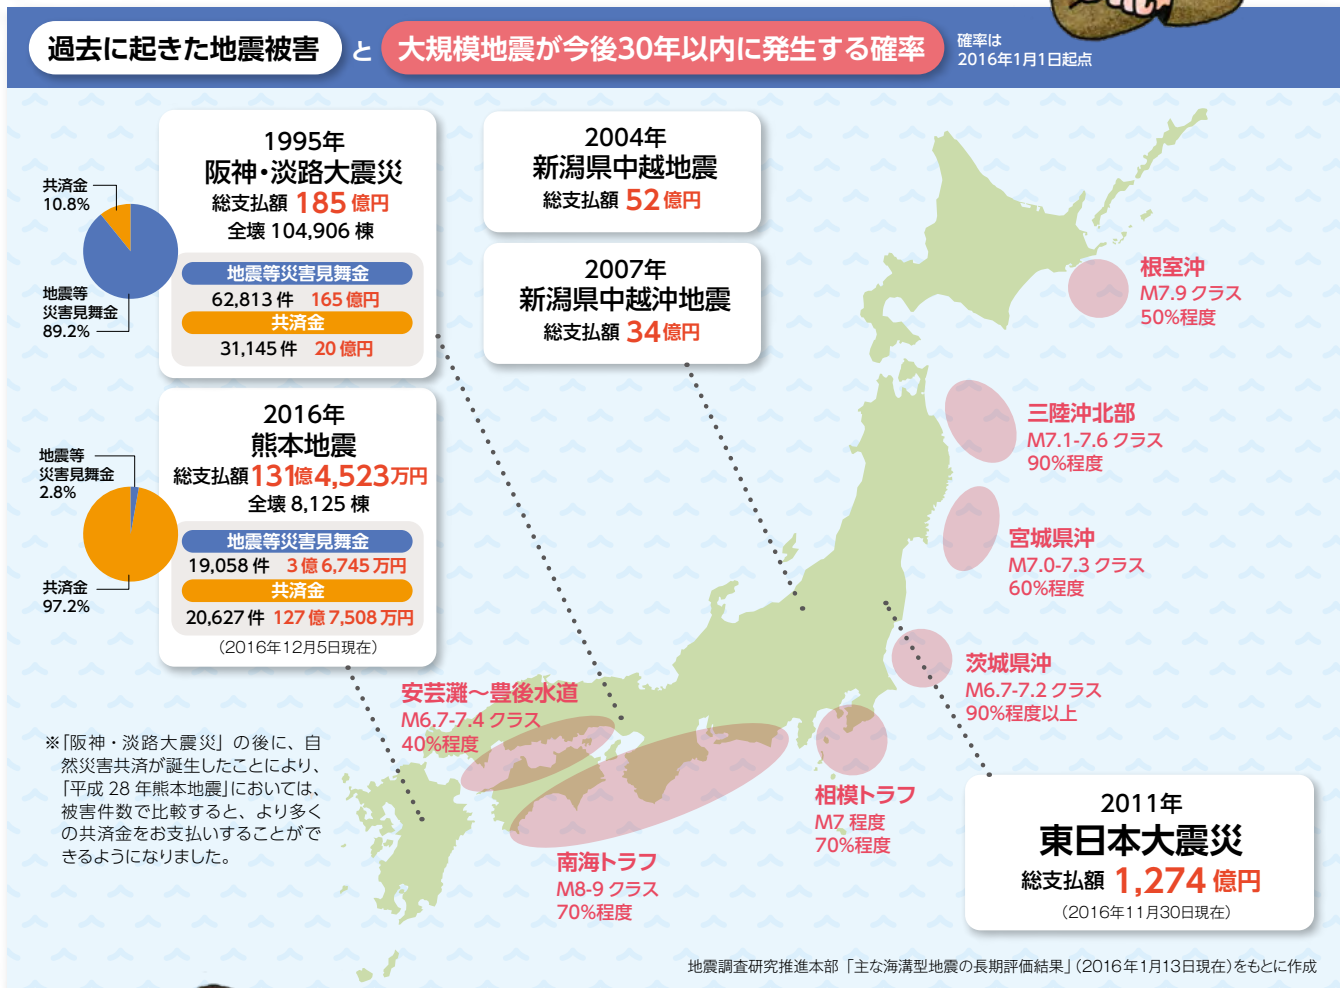 過去に起きた地震被害 と 大規模地震が今後30年以内に発生する確率
確率は
2016年1月1日起点
1995年
阪神・淡路大震災
総支払額 185億円
全壊 104,906 棟
地震等災害見舞金
62,813 件 165 億円
共済金
31,145 件 20 億円
共済金
10.8%
地震等
災害見舞金
89.2%
2004年
新潟県中越地震
総支払額 52億円
2007年
新潟県中越沖地震
総支払額 34億円
2016年
熊本地震
総支払額131億4,523万円
全壊 8,125 棟
地震等災害見舞金
19,058 件 3 億 6,745 万円
共済金
20,627 件 127 億 7,508 万円
(2016年12月5日現在)
地震等
災害見舞金
2.8%
共済金
97.2%
※「阪神・淡路大震災」の後に、自
然災害共済が誕生したことにより、
「平成 28 年熊本地震」においては、
被害件数で比較すると、より多く
の共済金をお支払いすることがで
きるようになりました。
根室沖
M7.9 クラス
50%程度
三陸沖北部
M7.1-7.6 クラス
90%程度
宮城県沖
M7.0-7.3 クラス
60%程度
茨城県沖
M6.7-7.2 クラス
90%程度以上
安芸灘～豊後水道
M6.7-7.4 クラス
40%程度
相模トラフ
M7 程度
70%程度
南海トラフ
M8-9 クラス
70%程度
2011年
東日本大震災
総支払額 1,274 億円
(2016年11月30日現在)
地震調査研究推進本部「主な海溝型地震の長期評価結果」(2016年1月13日現在)をもとに作成